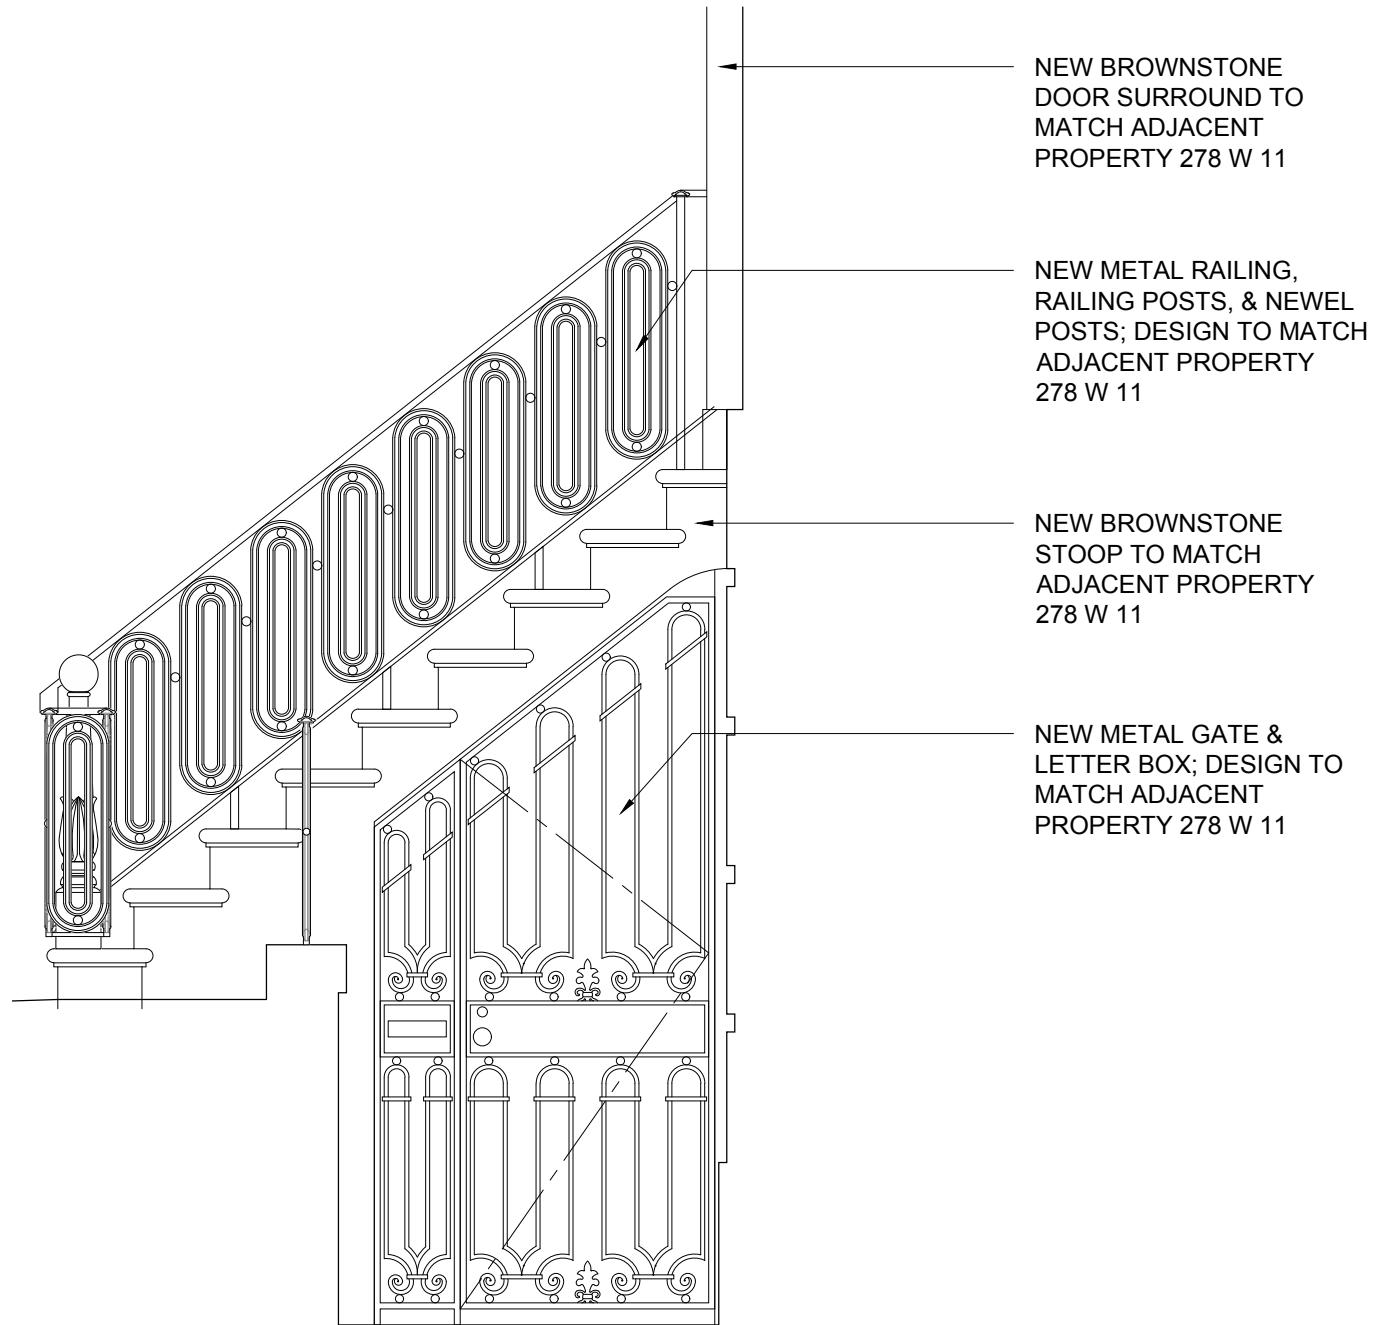 NEW BROWNSTONE
DOOR SURROUND TO
MATCH ADJACENT
PROPERTY 278 W 11
NEW METAL RAILING,
RAILING POSTS, & NEWEL
POSTS; DESIGN TO MATCH
ADJACENT PROPERTY
278 W 11
NEW BROWNSTONE
STOOP TO MATCH
ADJACENT PROPERTY
278 W 11
NEW METAL GATE &
LETTER BOX; DESIGN TO
MATCH ADJACENT
PROPERTY 278 W 11